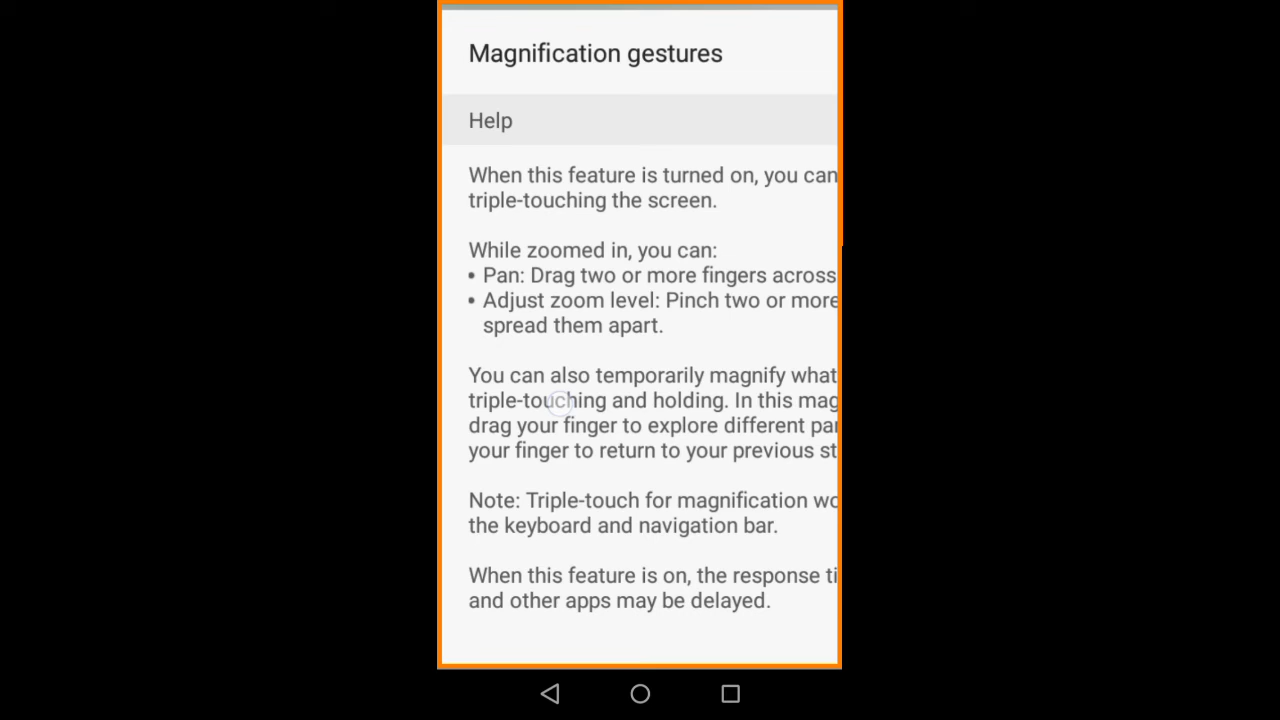 Magnification gestures
Help
When this feature is turned on, you can
triple-touching the screen.
While zoomed in, you can:
• Pan: Drag two or more fingers across
• Adjust zoom level: Pinch two or more
spread them apart.
You can also temporarily magnify what
triple-touching and holding. In this mag
drag your finger to explore different par
your finger to return to your previous st
Note: Triple-touch for magnification wo
the keyboard and navigation bar.
When this feature is on, the response ti
and other apps may be delayed.